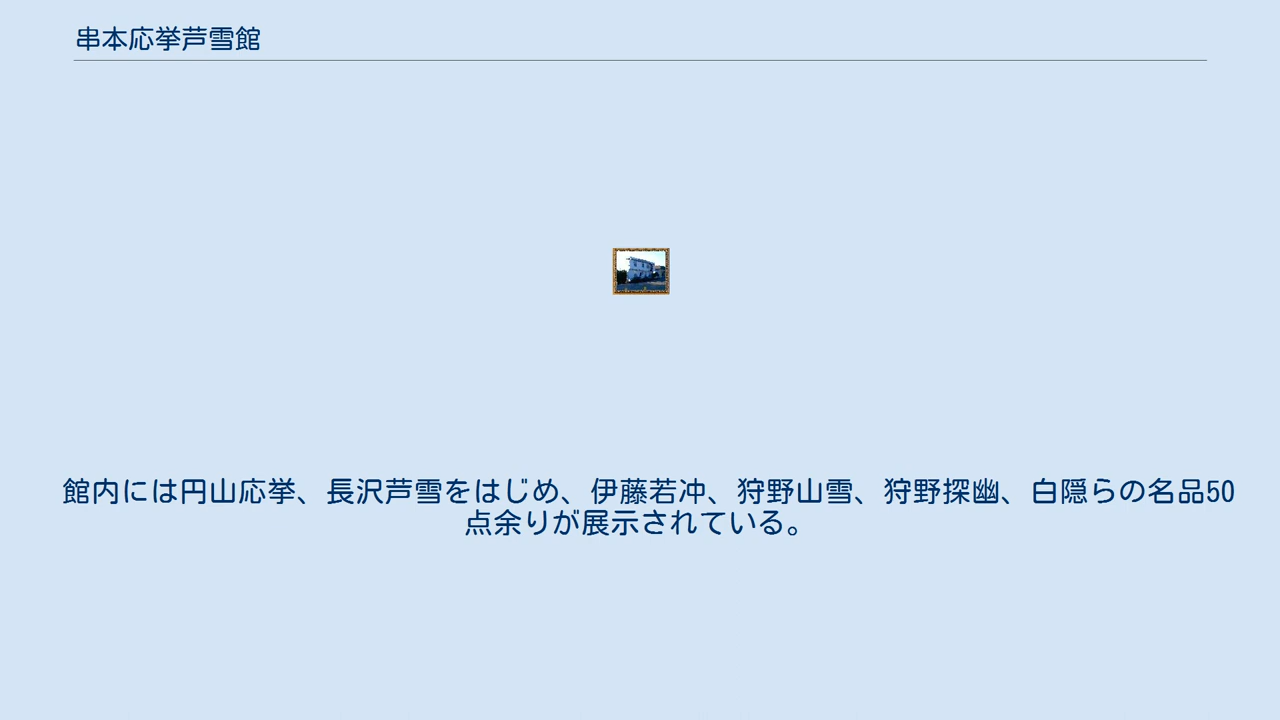 串本応挙芦雪館
館内には円山応挙、長沢芦雪をはじめ、伊藤若冲、狩野山雪、狩野探幽、白隠らの名品50
点余りが展示されている。